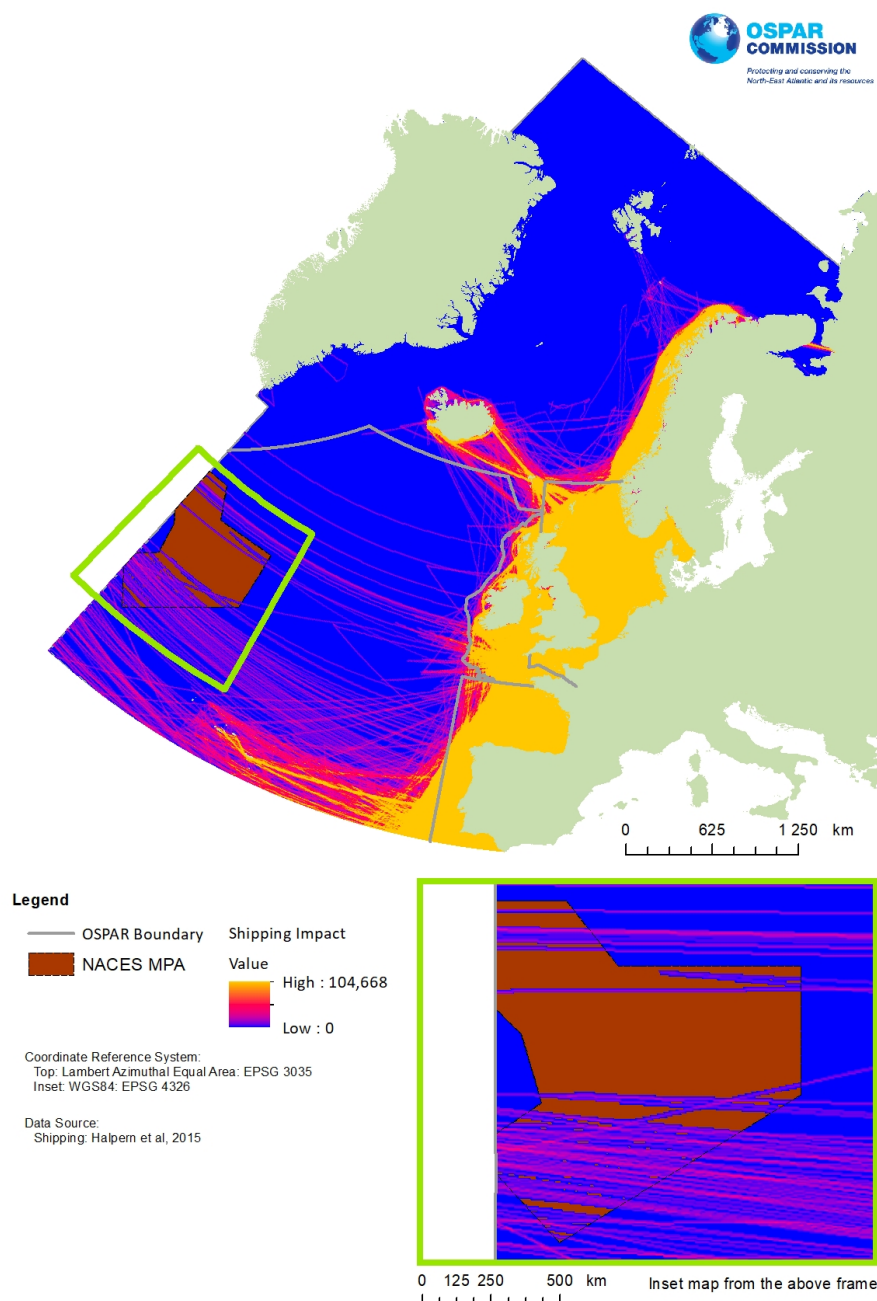 OSPAR
COMMISSION
Protecting and conserving the
North-East Atlantic and its resources
0 625 1 250 km
Legend
OSPAR Boundary
NACES MPA
Shipping Impact
Value
High : 104,668
Low : 0
Coordinate Reference System:
Top: Lambert Azimuthal Equal Area: EPSG 3035
Inset: WGS84: EPSG 4326
Data Source:
Shipping: Halpern et al, 2015
0 125 250 500 km
Inset map from the above frame